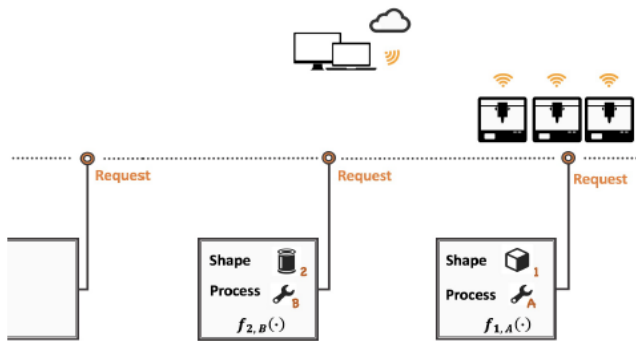 Request
Request
Request
Shape 2
Process B
f2, B(·)
Shape 1
Process A
f1, A(·)